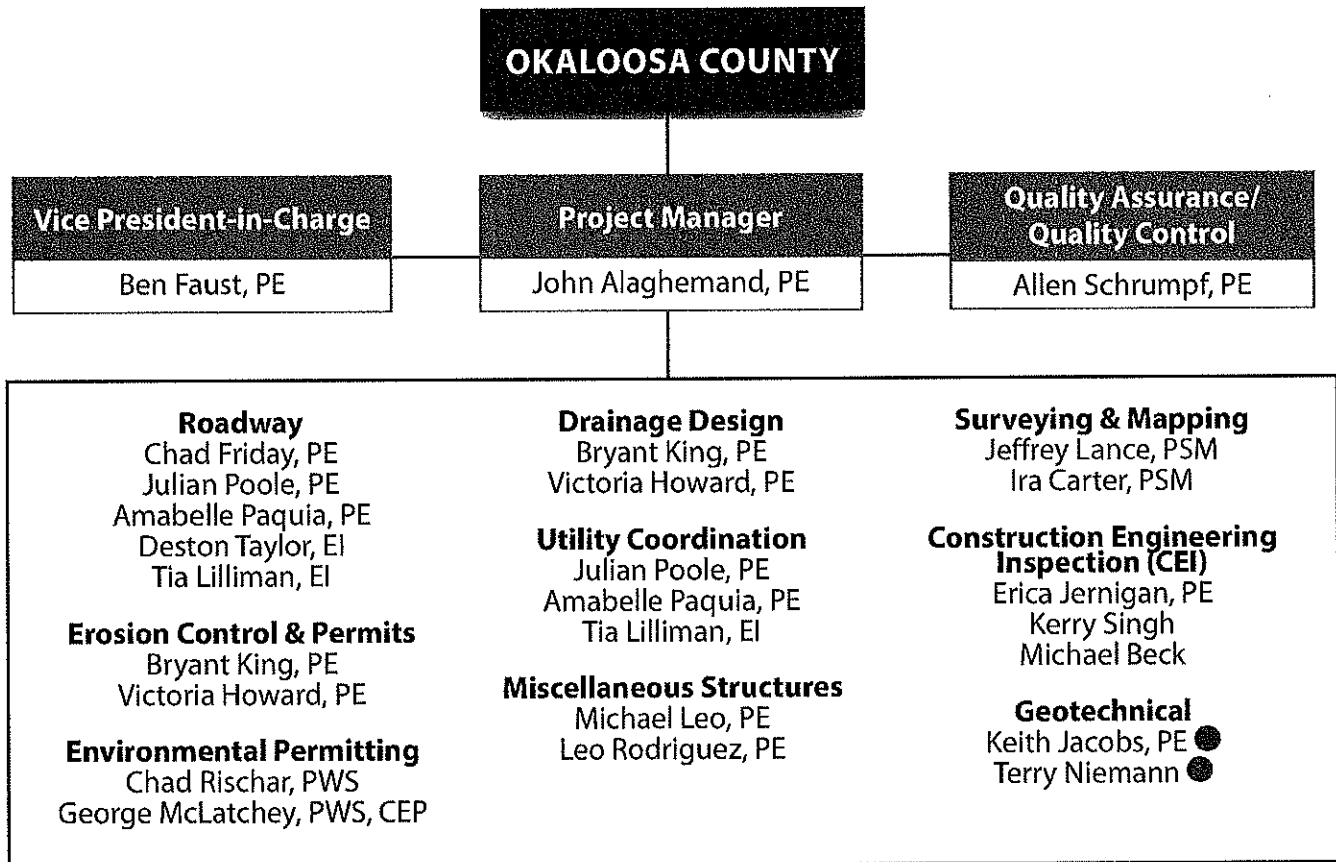 OKALOOSA COUNTY
Vice President-in-Charge
Ben Faust, PE
Project Manager
John Alaghemand, PE
Quality Assurance/
Quality Control
Allen Schrumpf, PE
Roadway
Chad Friday, PE
Julian Poole, PE
Amabelle Paquia, PE
Deston Taylor, EI
Tia Lilliman, EI
Erosion Control & Permits
Bryant King, PE
Victoria Howard, PE
Environmental Permitting
Chad Rischar, PWS
George McLatchey, PWS, CEP
Drainage Design
Bryant King, PE
Victoria Howard, PE
Utility Coordination
Julian Poole, PE
Amabelle Paquia, PE
Tia Lilliman, EI
Miscellaneous Structures
Michael Leo, PE
Leo Rodriguez, PE
Surveying & Mapping
Jeffrey Lance, PSM
Ira Carter, PSM
Construction Engineering
Inspection (CEI)
Erica Jernigan, PE
Kerry Singh
Michael Beck
Geotechnical
Keith Jacobs, PE
Terry Niemann